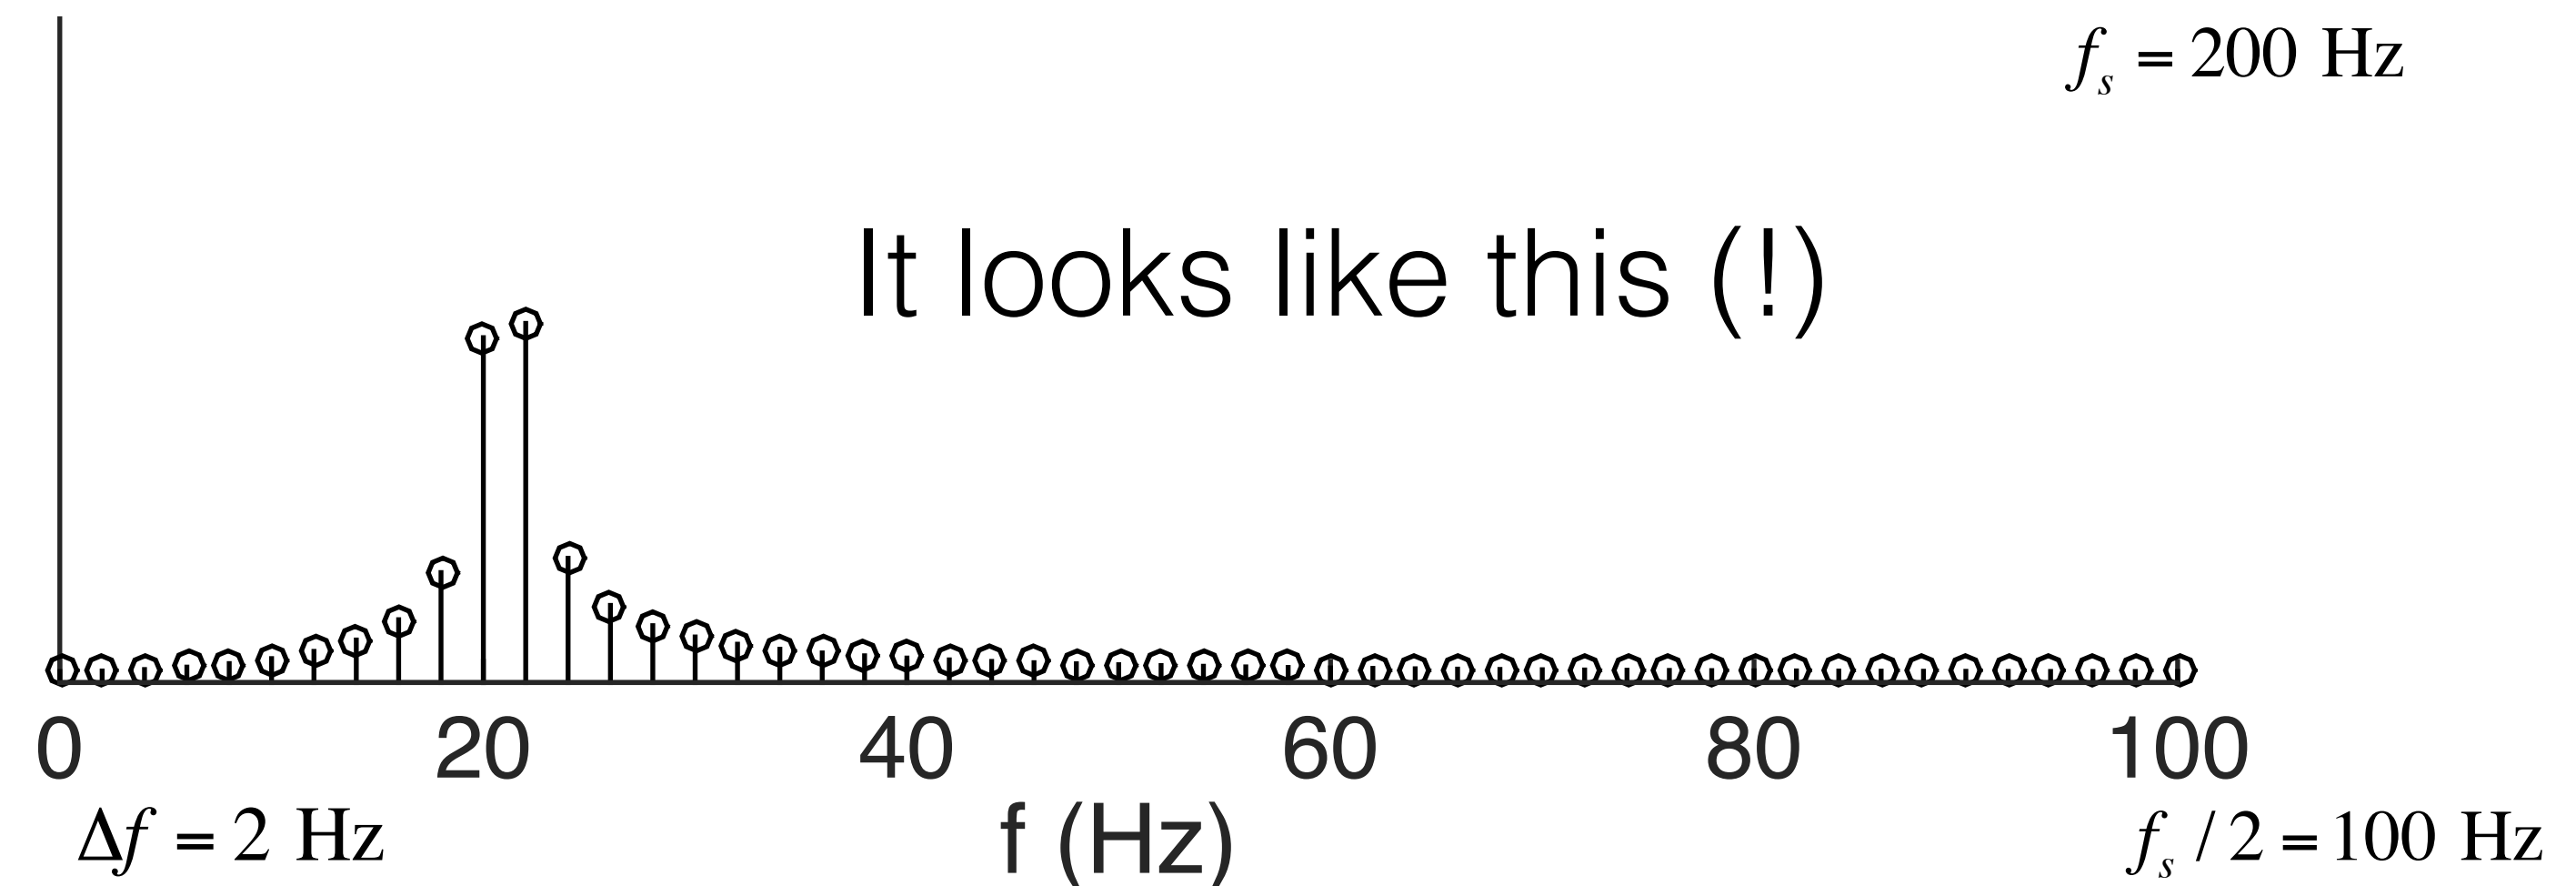 f_s = 200 Hz
It looks like this (!)
0 20 40 60 80 100
Δf = 2 Hz f (Hz) f_s / 2 = 100 Hz